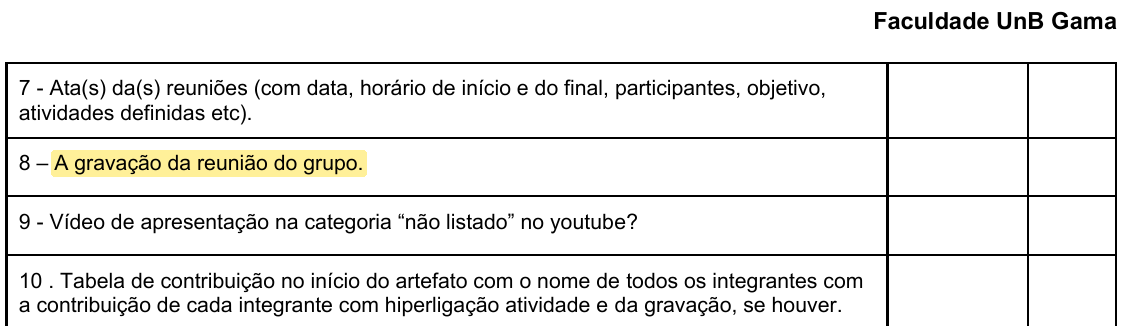 Faculdade UnB Gama
7 - Ata(s) da(s) reuniões (com data, horário de início e do final, participantes, objetivo,
atividades definidas etc).
8 – A gravação da reunião do grupo.
9 - Vídeo de apresentação na categoria “não listado” no youtube?
10 . Tabela de contribuição no início do artefato com o nome de todos os integrantes com
a contribuição de cada integrante com hiperligação atividade e da gravação, se houver.